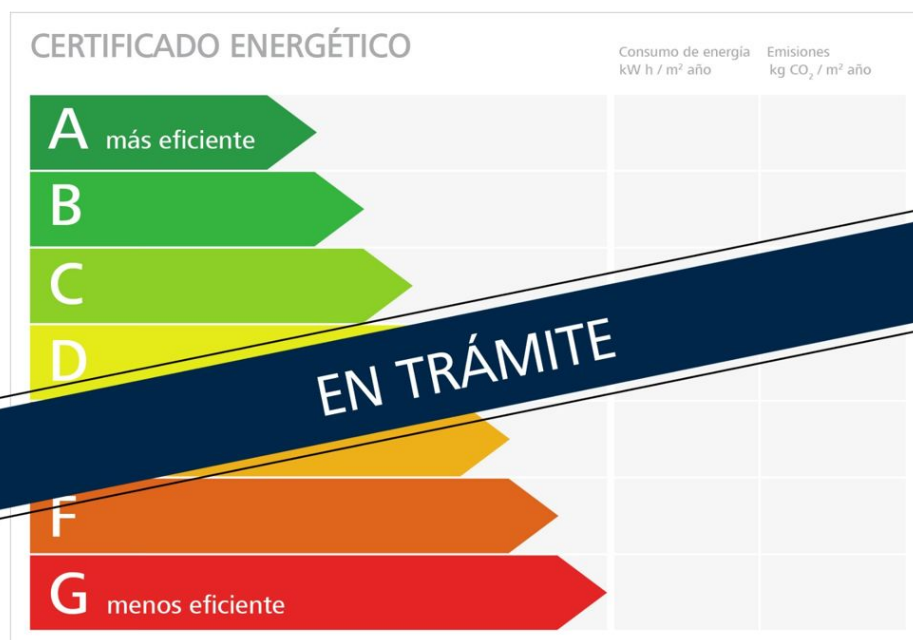 CERTIFICADO ENERGÉTICO
Consumo de energía
kW h / m² año
Emisiones
kg CO₂ / m² año
A más eficiente
B
C
D
EN TRÁMITE
F
G menos eficiente